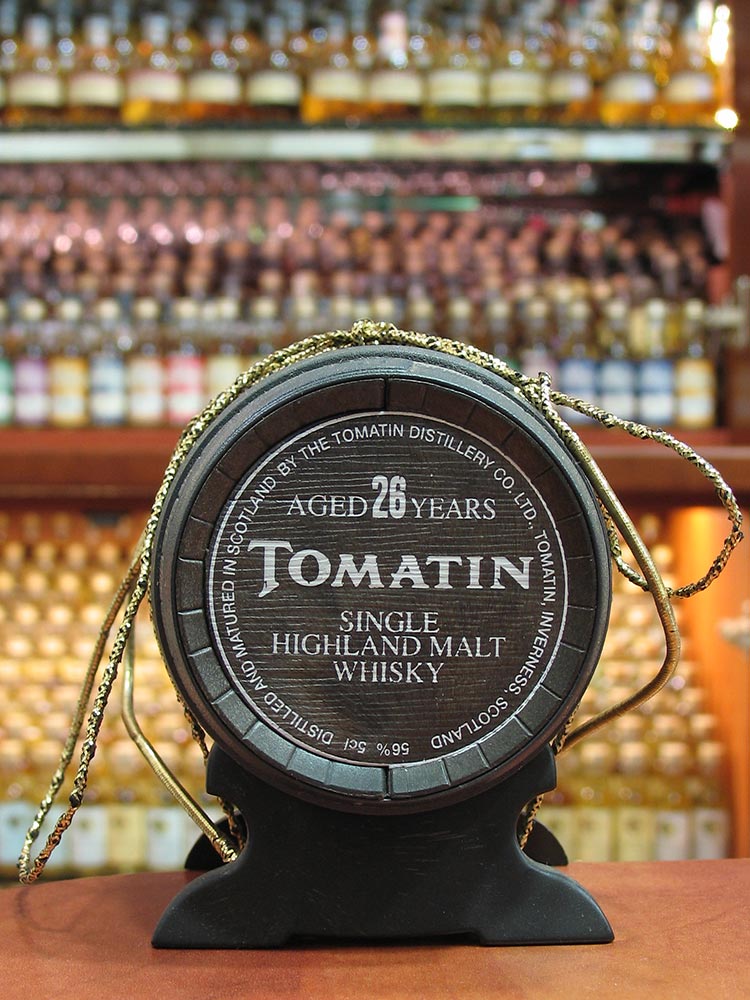 DISTILLED AND MATURED IN SCOTLAND BY THE TOMATIN DISTILLERY CO. LTD., TOMATIN, INVERNESS, SCOTLAND
AGED 26 YEARS
TOMATIN
SINGLE
HIGHLAND MALT
WHISKY
56% 5cl